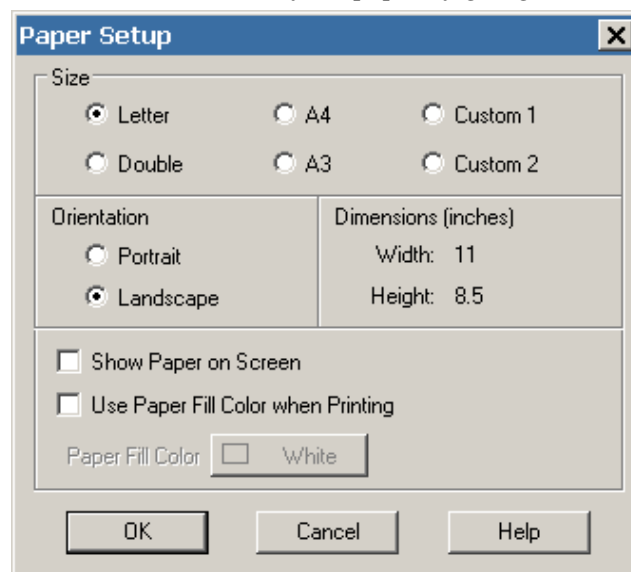 Paper Setup
Size
Letter A4 Custom 1
Double A3 Custom 2
Orientation Dimensions (inches)
Portrait Width: 11
Landscape Height: 8.5
Show Paper on Screen
Use Paper Fill Color when Printing
Paper Fill Color White
OK Cancel Help